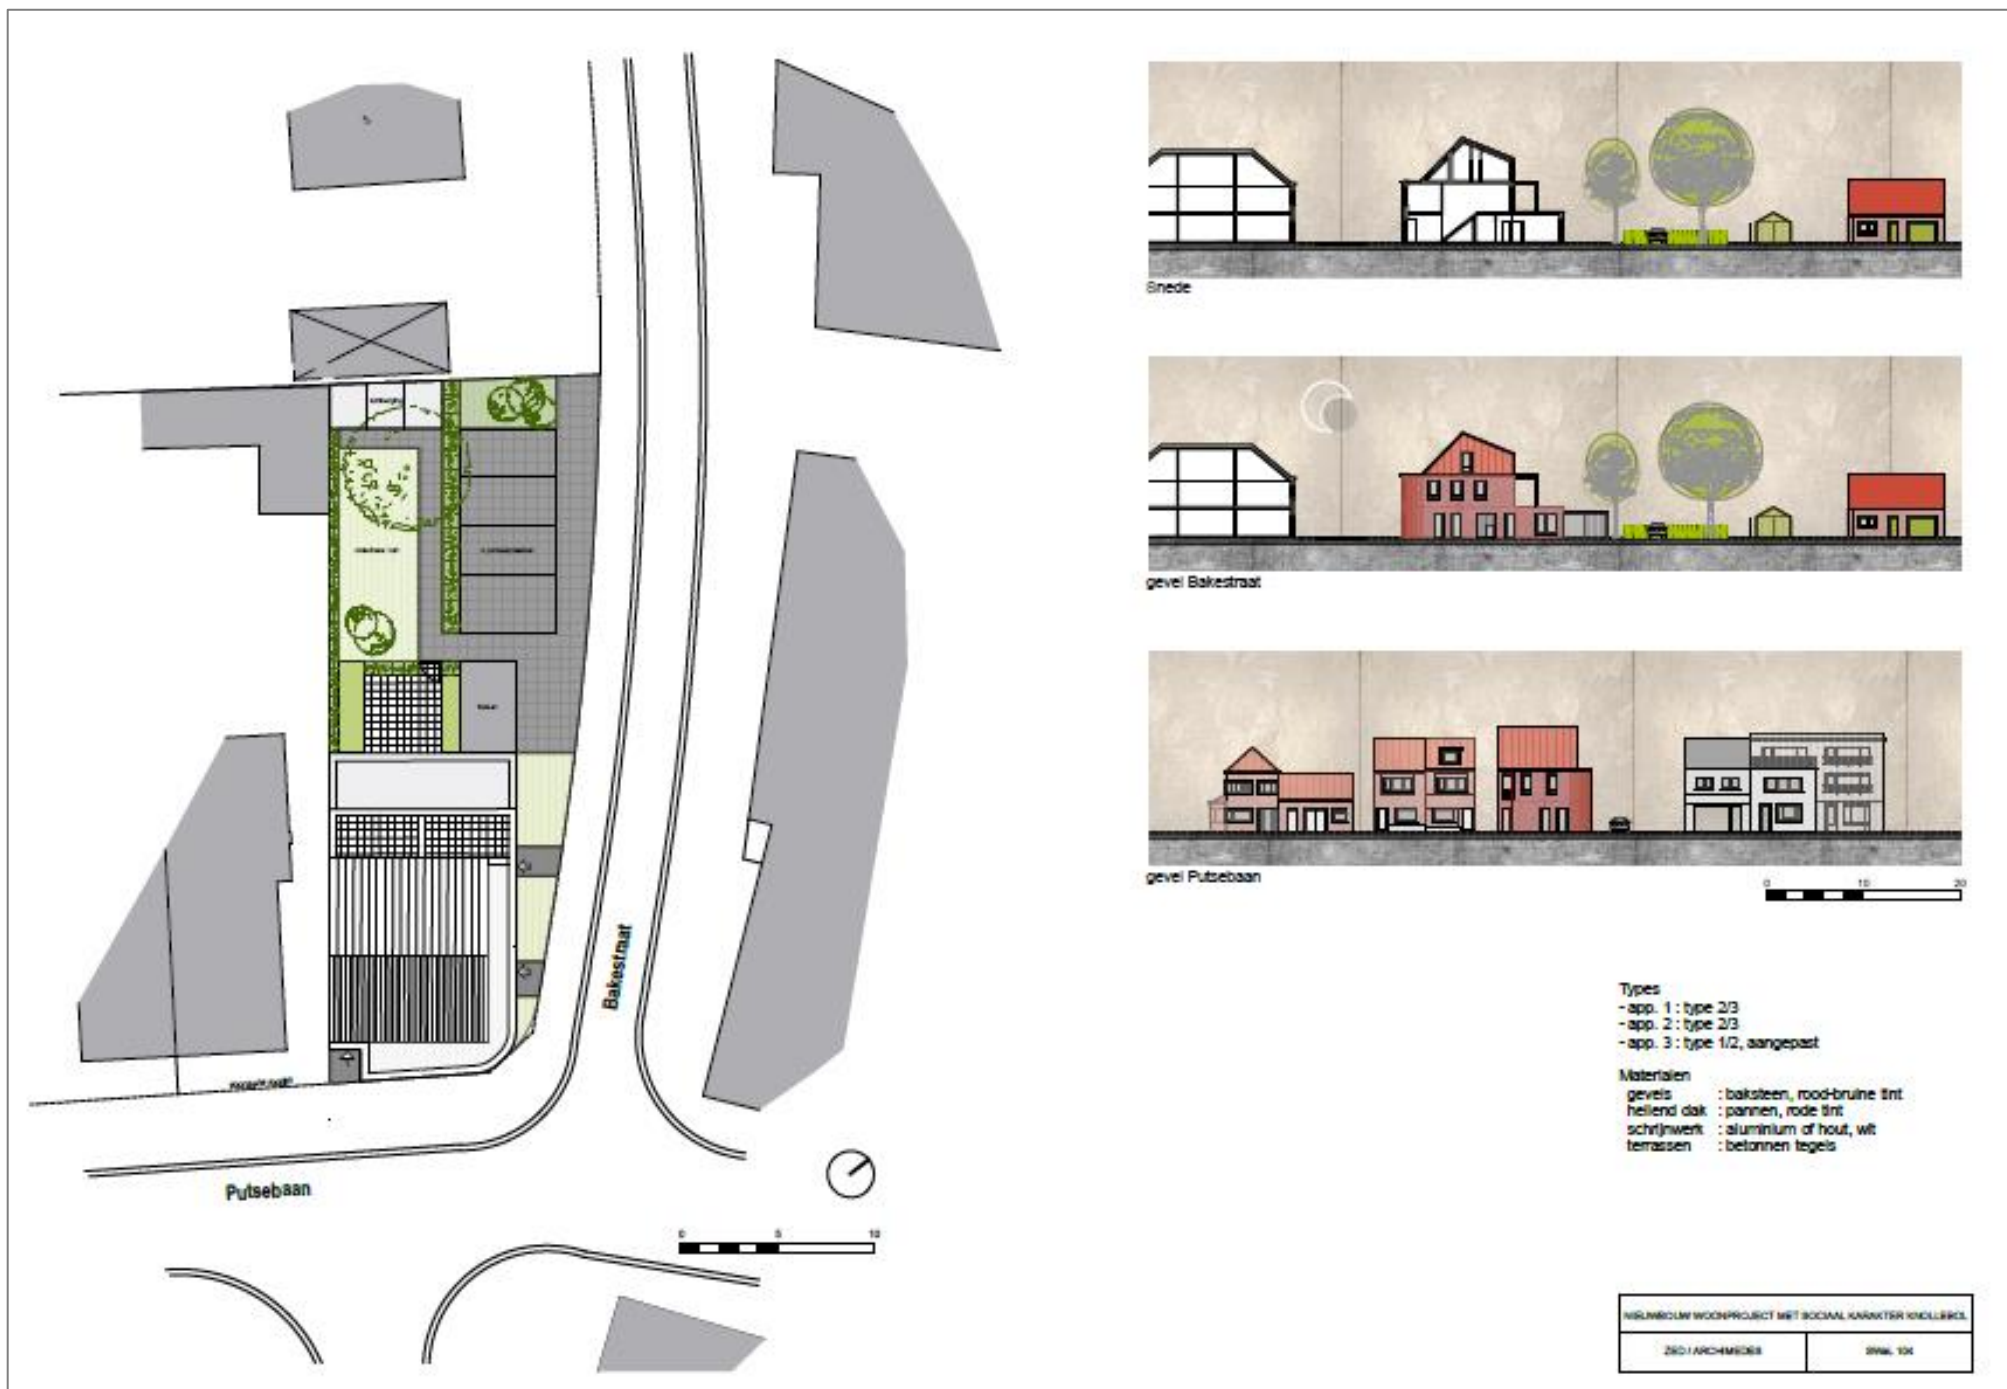 Bakestraat
Putsebaan
0 5 10
Snede
gevel Bakestraat
gevel Putsebaan
0 10 20
Types
- app. 1 : type 2/3
- app. 2 : type 2/3
- app. 3 : type 1/2, aangepast
Materialen
gevels : baksteen, rood-bruine tint
hellend dak : pannen, rode tint
schrijnwerk : aluminium of hout, wit
terrassen : betonnen tegels
NIEUWBOUW WOONPROJECT MET SOCIAAL KARAKTER KNOLLEBOL
ZED / ARCHIMEDES